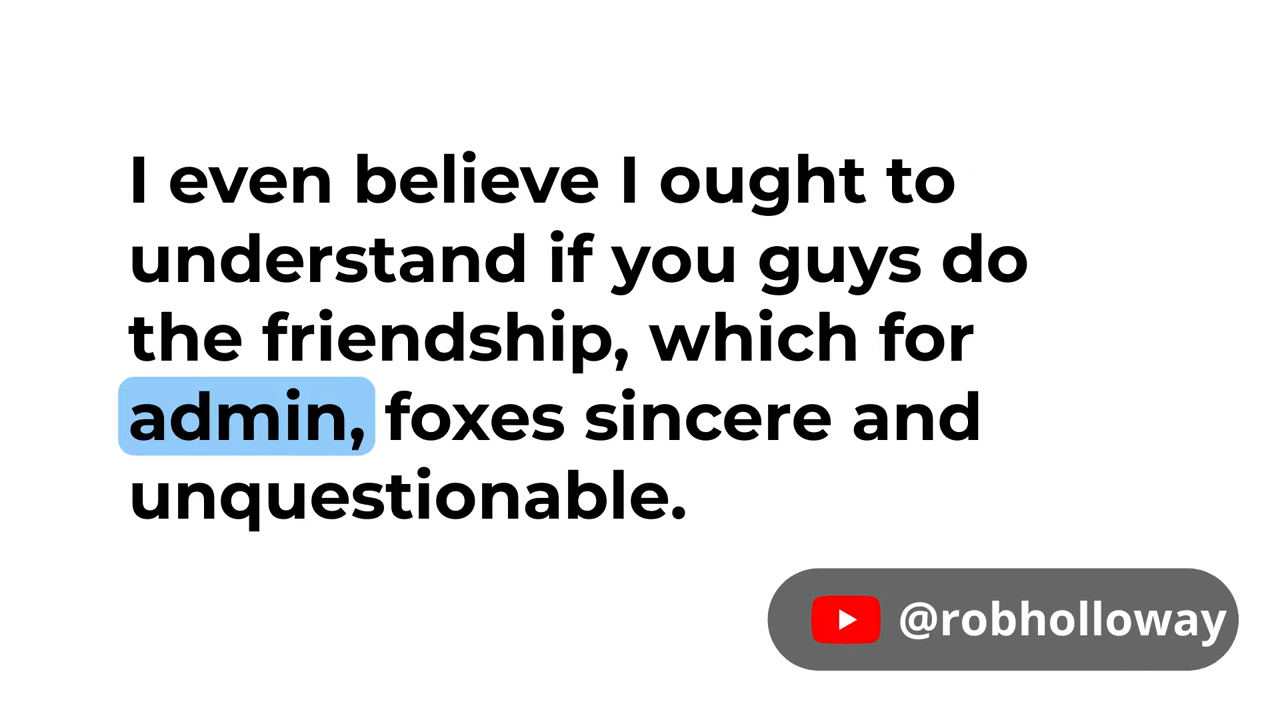 I even believe I ought to
understand if you guys do
the friendship, which for
admin, foxes sincere and
unquestionable.
@robholloway